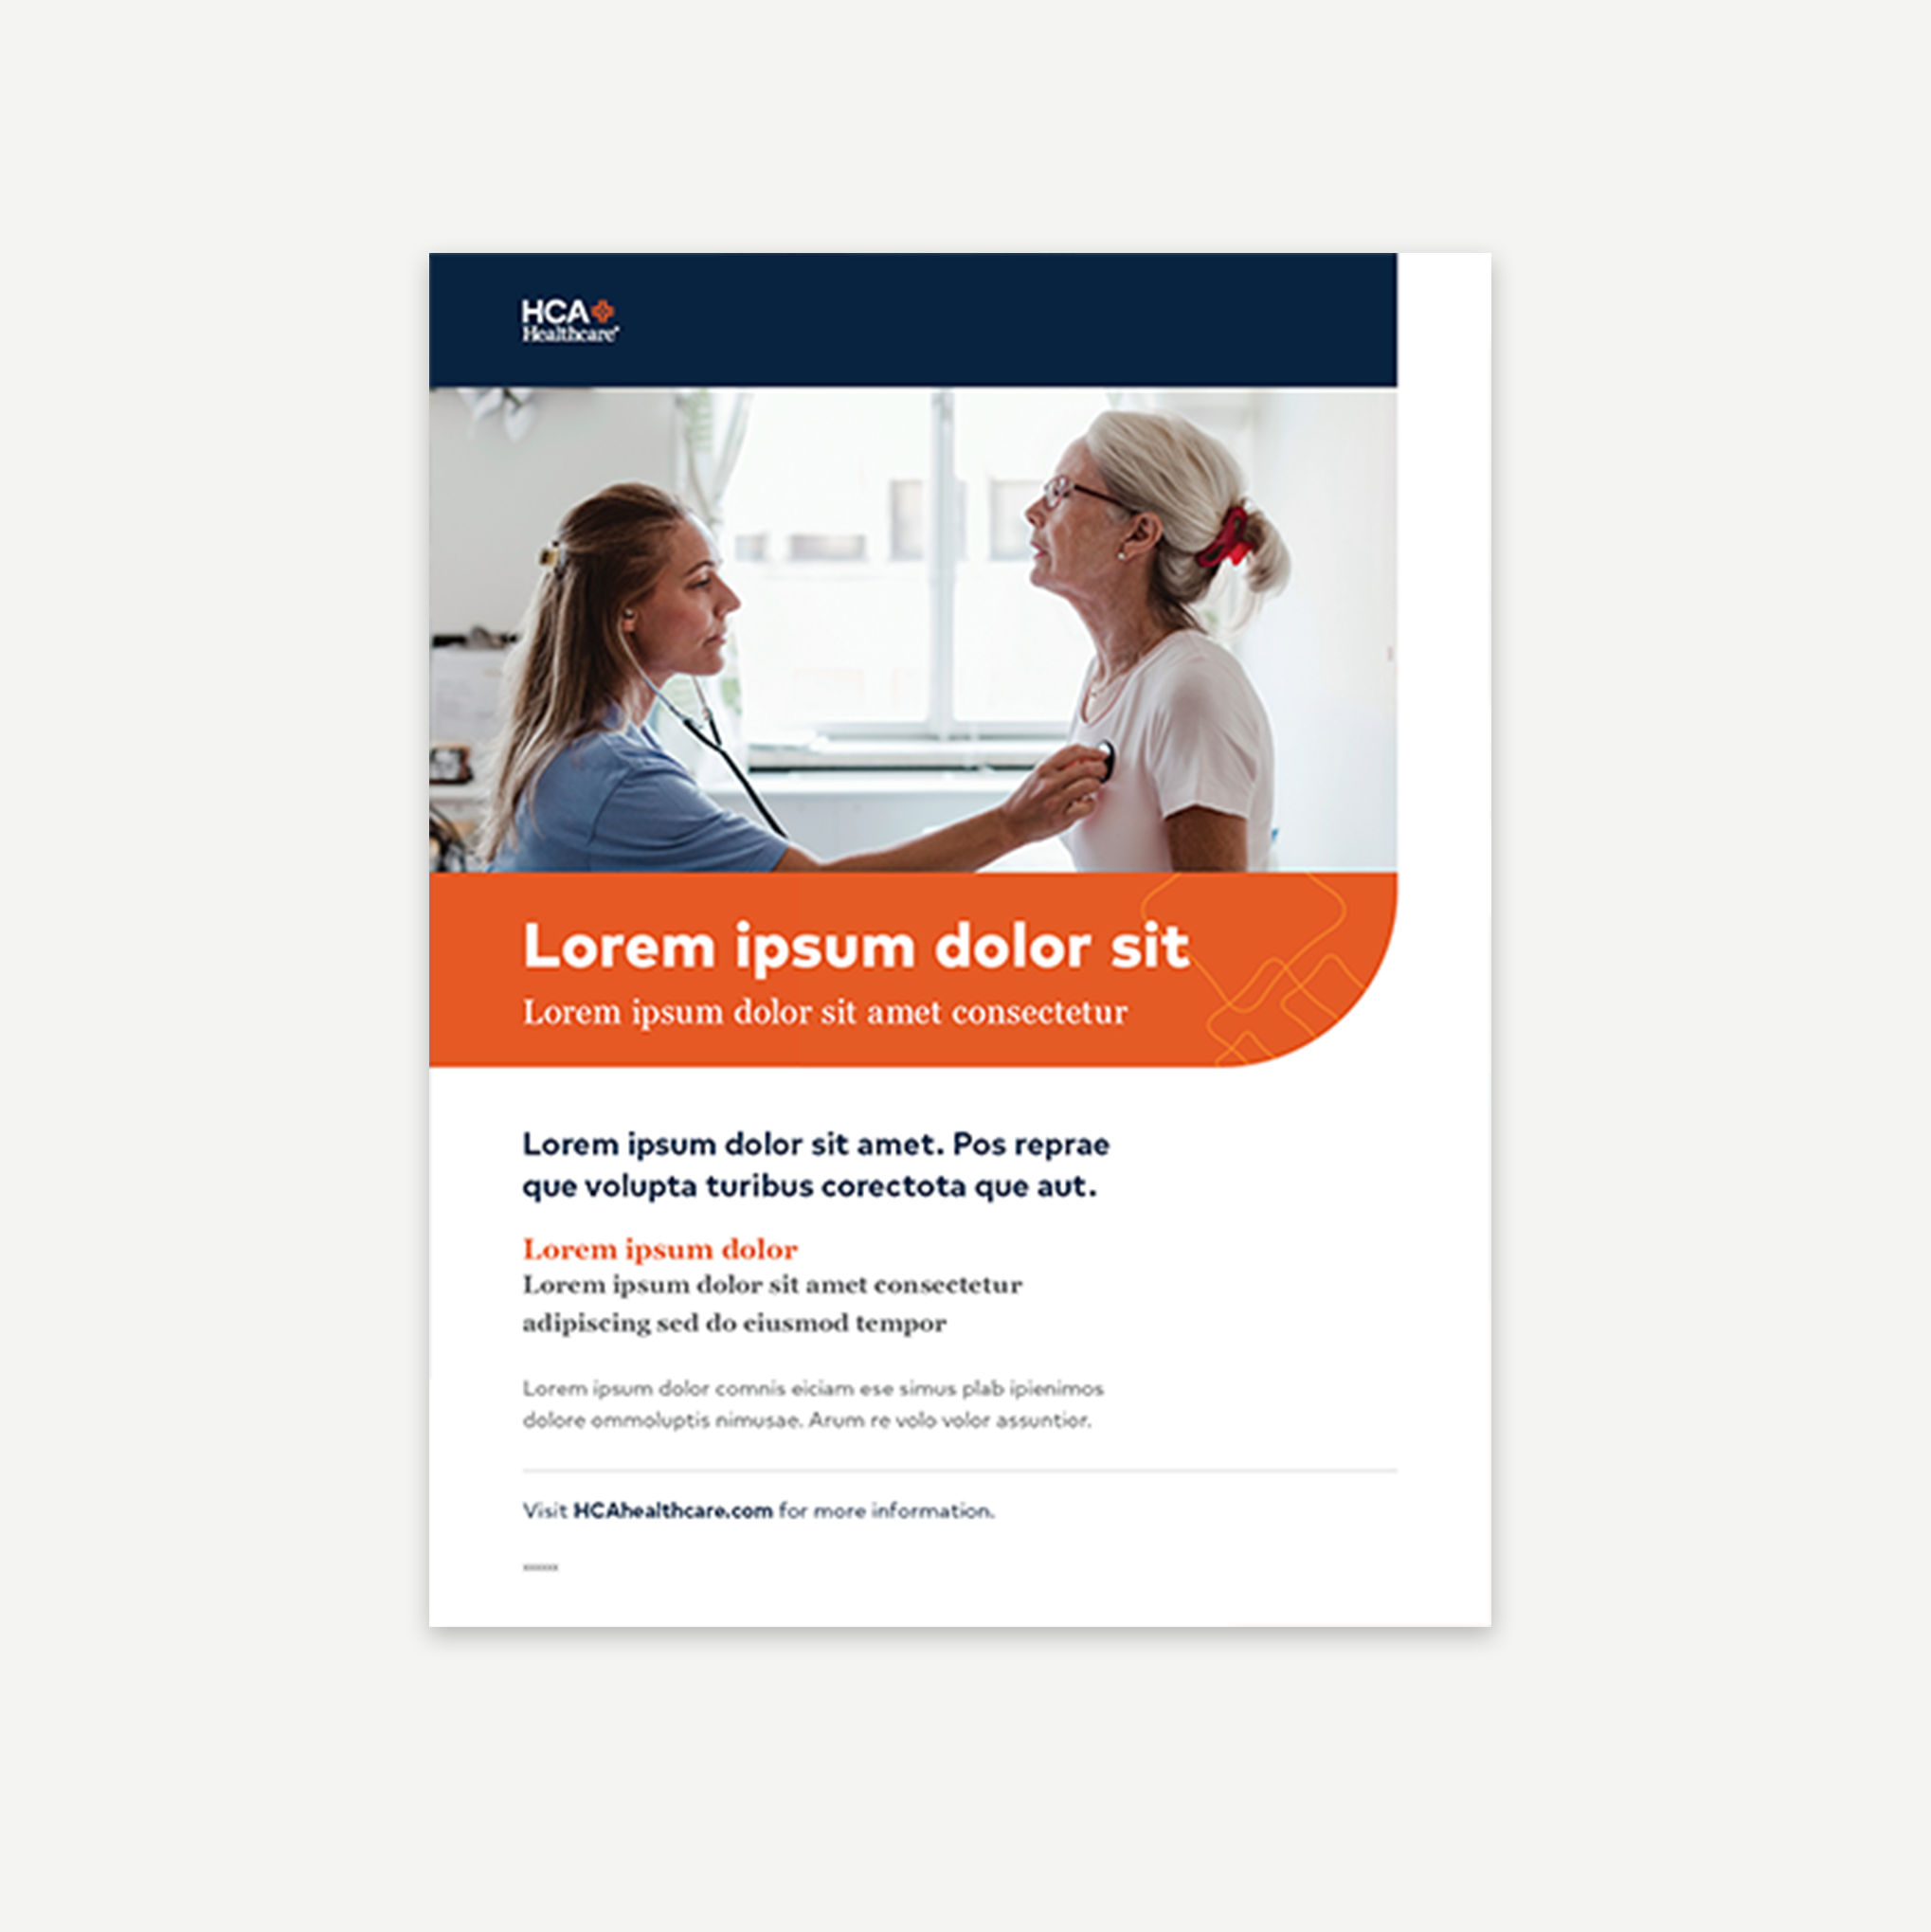 HCA
Healthcare®
Lorem ipsum dolor sit
Lorem ipsum dolor sit amet consectetur
Lorem ipsum dolor sit amet. Pos reprae
que volupta turibus corectota que aut.
Lorem ipsum dolor
Lorem ipsum dolor sit amet consectetur
adipiscing sed do eiusmod tempor
Lorem ipsum dolor comnis eiciam ese simus plab ipienimos
dolore ommoluptis nimusae. Arum re volo volor assuntior.
Visit HCAhealthcare.com for more information.
xxxxxx